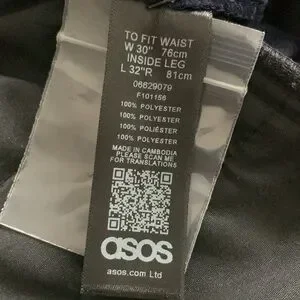 TO FIT WAIST
W 30" 76cm
INSIDE LEG
L 32"R 81cm
06629079
F101156
100% POLYESTER
100% POLYESTER
100% POLIÉSTER
100% POLYESTER
MADE IN CAMBODIA
PLEASE SCAN ME
FOR TRANSLATIONS
asos
asos.com Ltd